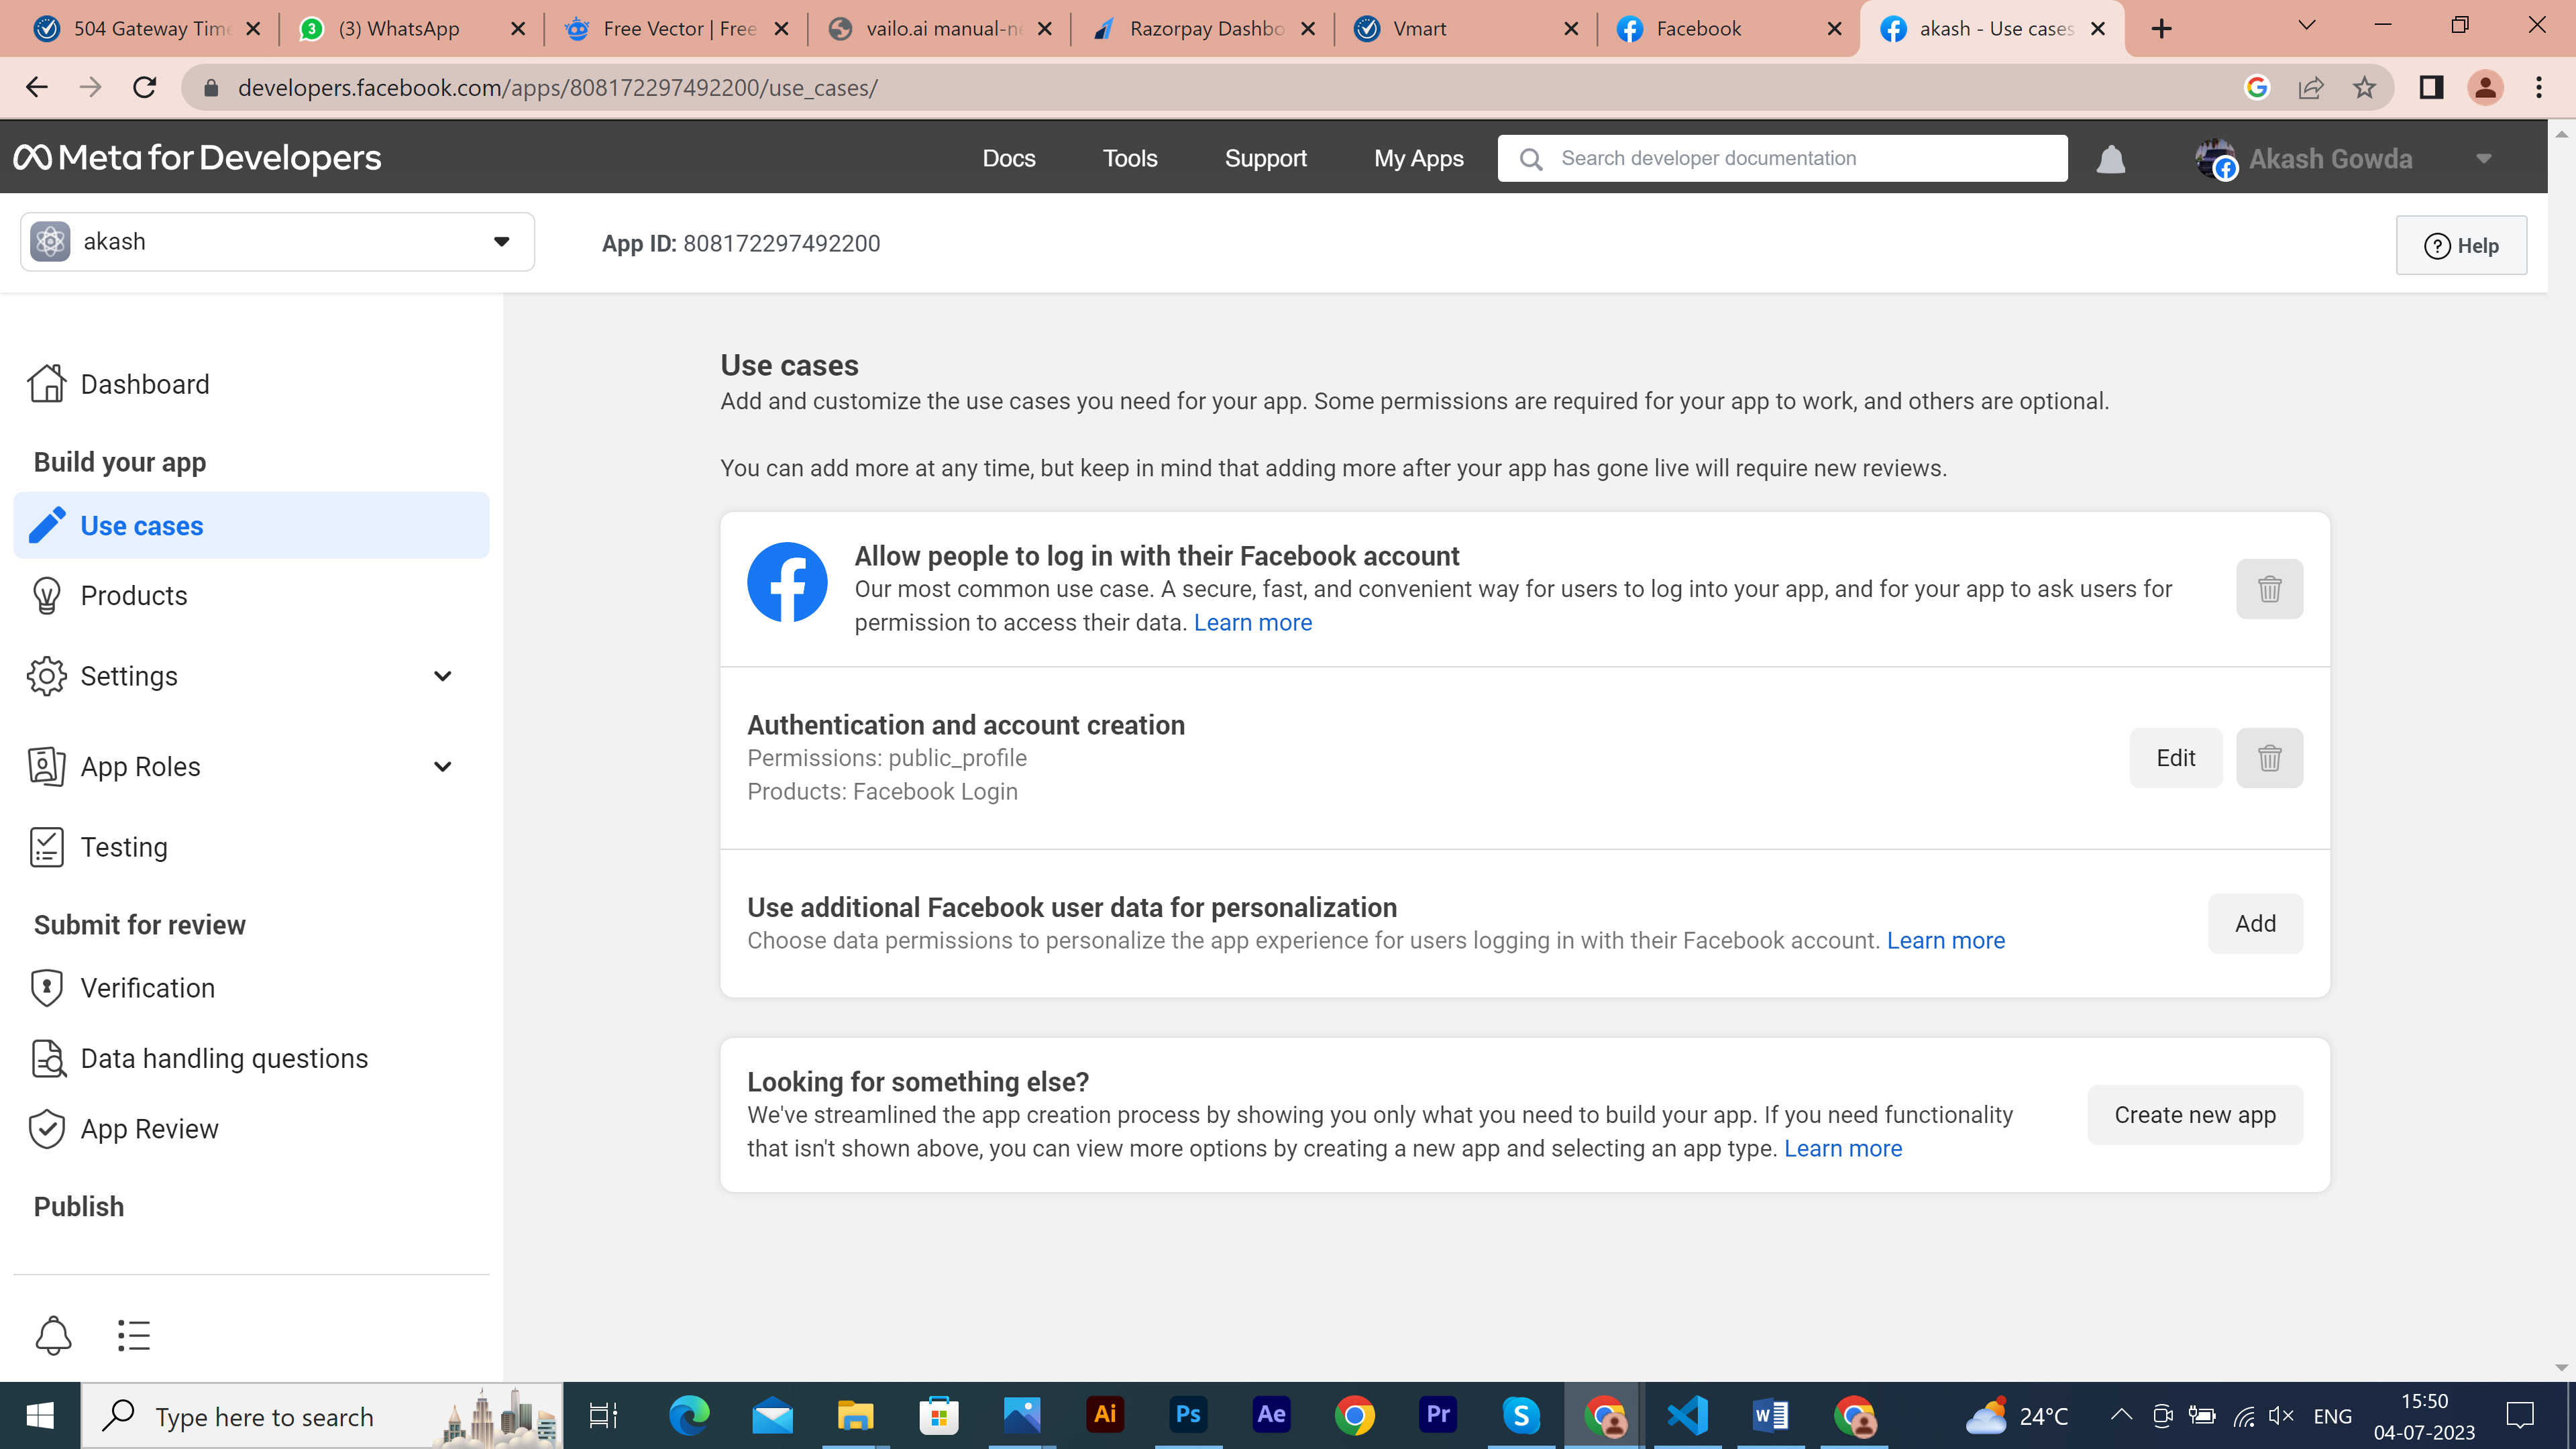 504 Gateway Time
(3) WhatsApp
Free Vector | Free
vailo.ai manual-ne
Razorpay Dashbo
Vmart
Facebook
akash - Use cases
developers.facebook.com/apps/808172297492200/use_cases/
Meta for Developers
Docs
Tools
Support
My Apps
Search developer documentation
Akash Gowda
akash
App ID: 808172297492200
Help
Dashboard
Build your app
Use cases
Products
Settings
App Roles
Testing
Submit for review
Verification
Data handling questions
App Review
Publish
Use cases
Add and customize the use cases you need for your app. Some permissions are required for your app to work, and others are optional.
You can add more at any time, but keep in mind that adding more after your app has gone live will require new reviews.
Allow people to log in with their Facebook account
Our most common use case. A secure, fast, and convenient way for users to log into your app, and for your app to ask users for
permission to access their data. Learn more
Authentication and account creation
Permissions: public_profile
Products: Facebook Login
Edit
Use additional Facebook user data for personalization
Choose data permissions to personalize the app experience for users logging in with their Facebook account. Learn more
Add
Looking for something else?
We've streamlined the app creation process by showing you only what you need to build your app. If you need functionality
that isn't shown above, you can view more options by creating a new app and selecting an app type. Learn more
Create new app
Type here to search
Ai
Ps
Ae
Pr
24°C
ENG
15:50
04-07-2023